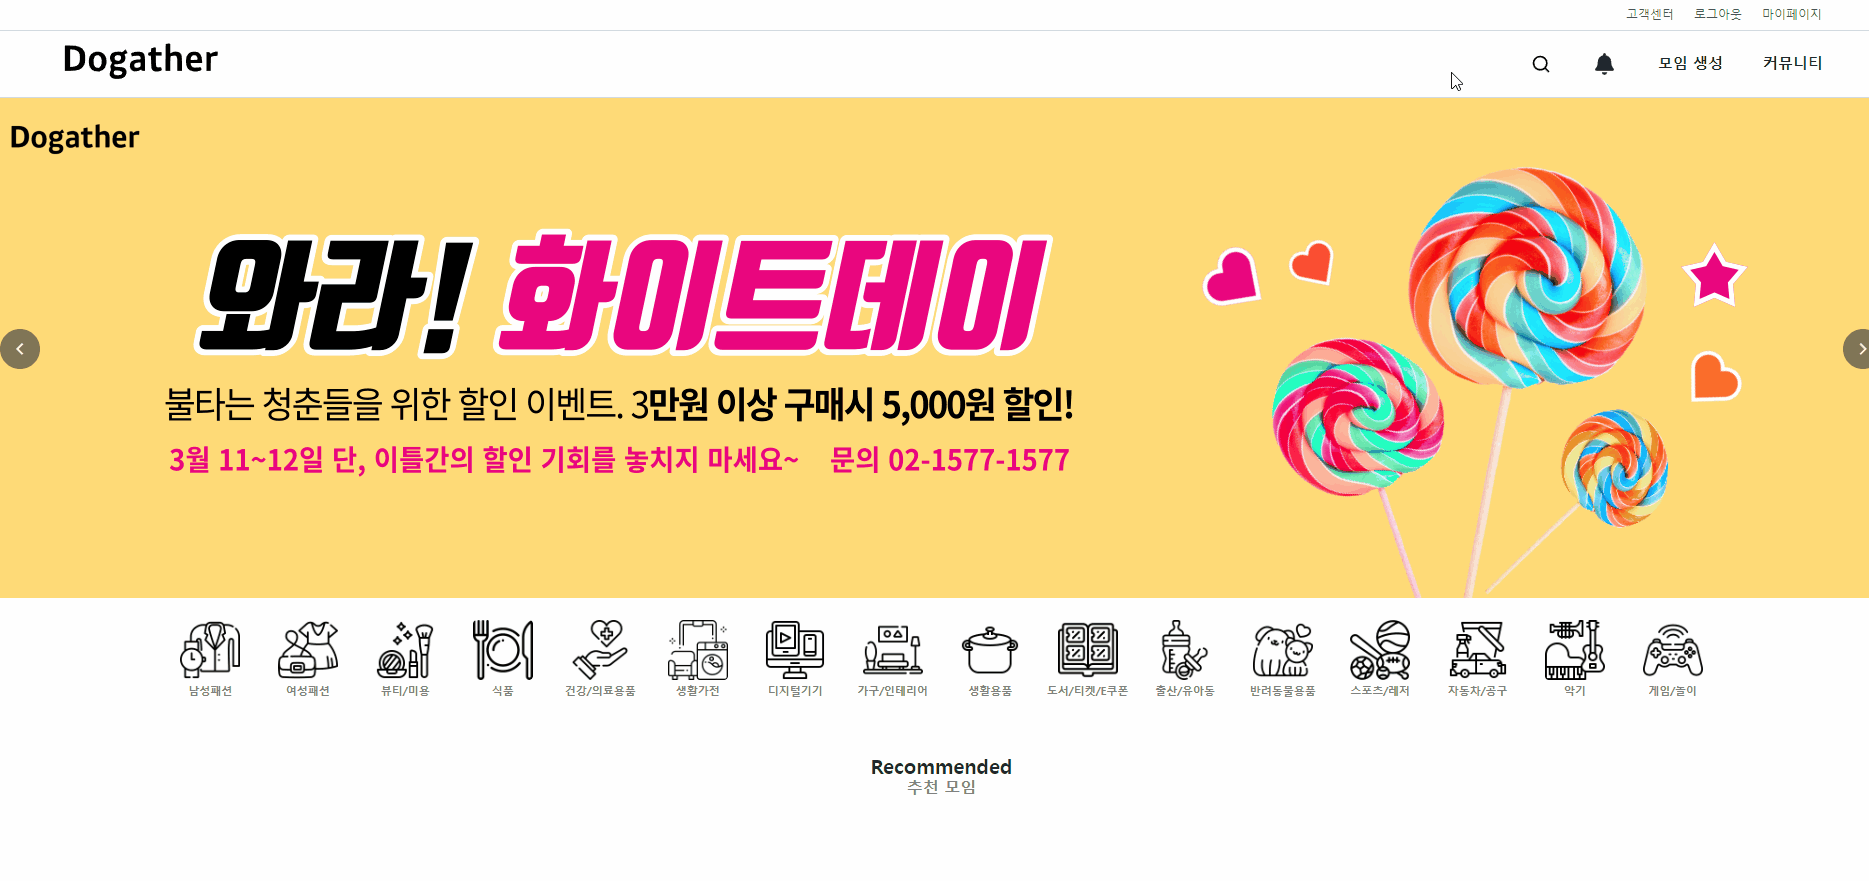 고객센터 로그아웃 마이페이지
Dogather
모임 생성 커뮤니티
Dogather
와라! 화이트데이
불타는 청춘들을 위한 할인 이벤트. 3만원 이상 구매시 5,000원 할인!
3월 11~12일 단, 이틀간의 할인 기회를 놓치지 마세요~ 문의 02-1577-1577
남성패션 여성패션 뷰티/미용 식품 건강/의료용품 생활가전 디지털기기 가구/인테리어 생활용품 도서/티켓/E쿠폰 출산/유아동 반려동물용품 스포츠/레저 자동차/공구 악기 게임/놀이
Recommended
추천 모임